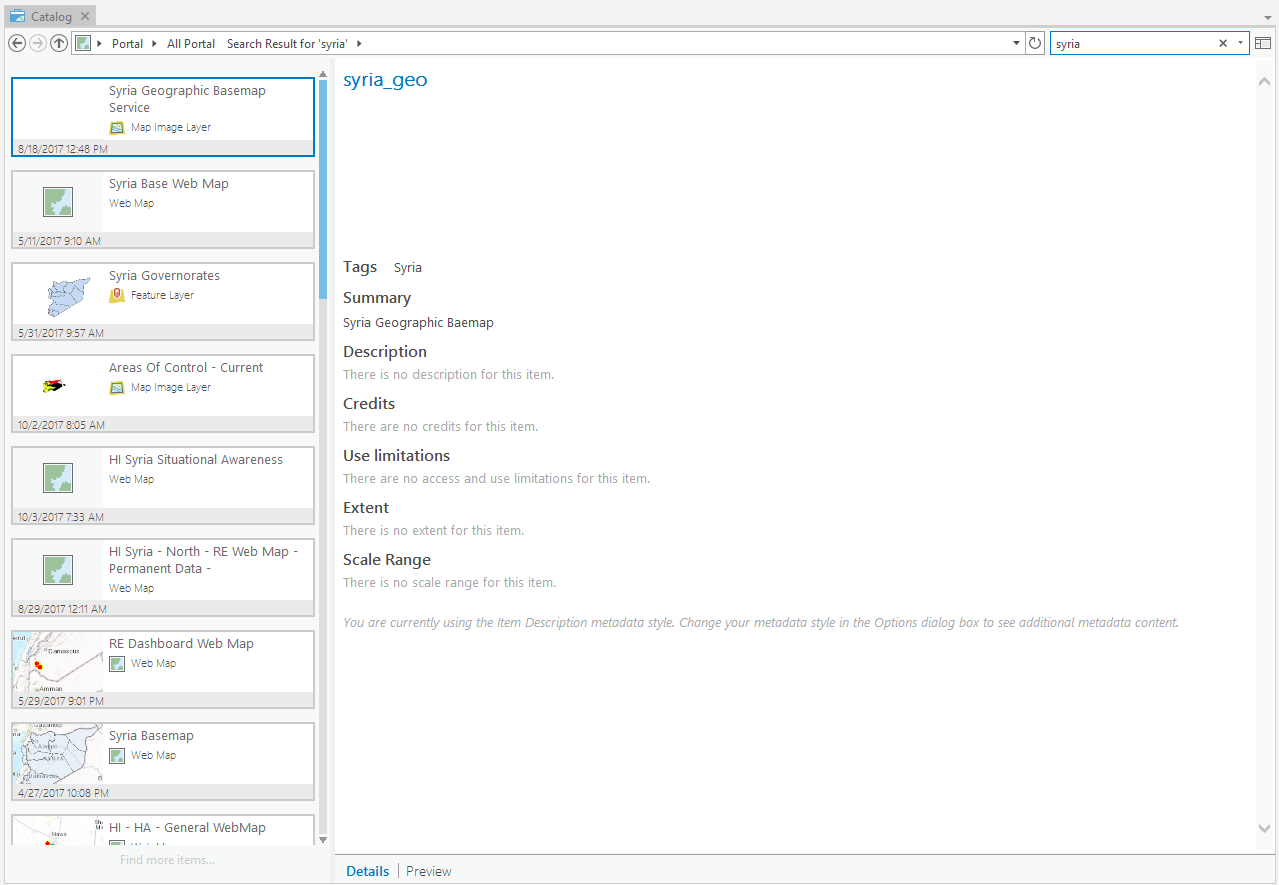 Catalog
Portal All Portal Search Result for 'syria'
syria
Syria Geographic Basemap
Service
Map Image Layer
8/18/2017 12:48 PM
Syria Base Web Map
Web Map
5/11/2017 9:10 AM
Syria Governorates
Feature Layer
5/31/2017 9:57 AM
Areas Of Control - Current
Map Image Layer
10/2/2017 8:05 AM
HI Syria Situational Awareness
Web Map
10/3/2017 7:33 AM
HI Syria - North - RE Web Map -
Permanent Data -
Web Map
8/29/2017 12:11 AM
RE Dashboard Web Map
Web Map
Damascus
Amman
5/29/2017 9:01 PM
Syria Basemap
Web Map
Gaziantep
Aleppo
SYRIA
Damascus
4/27/2017 10:08 PM
HI - HA - General WebMap
Nawa
Find more items...
syria_geo
Tags Syria
Summary
Syria Geographic Baemap
Description
There is no description for this item.
Credits
There are no credits for this item.
Use limitations
There are no access and use limitations for this item.
Extent
There is no extent for this item.
Scale Range
There is no scale range for this item.
You are currently using the Item Description metadata style. Change your metadata style in the Options dialog box to see additional metadata content.
Details Preview